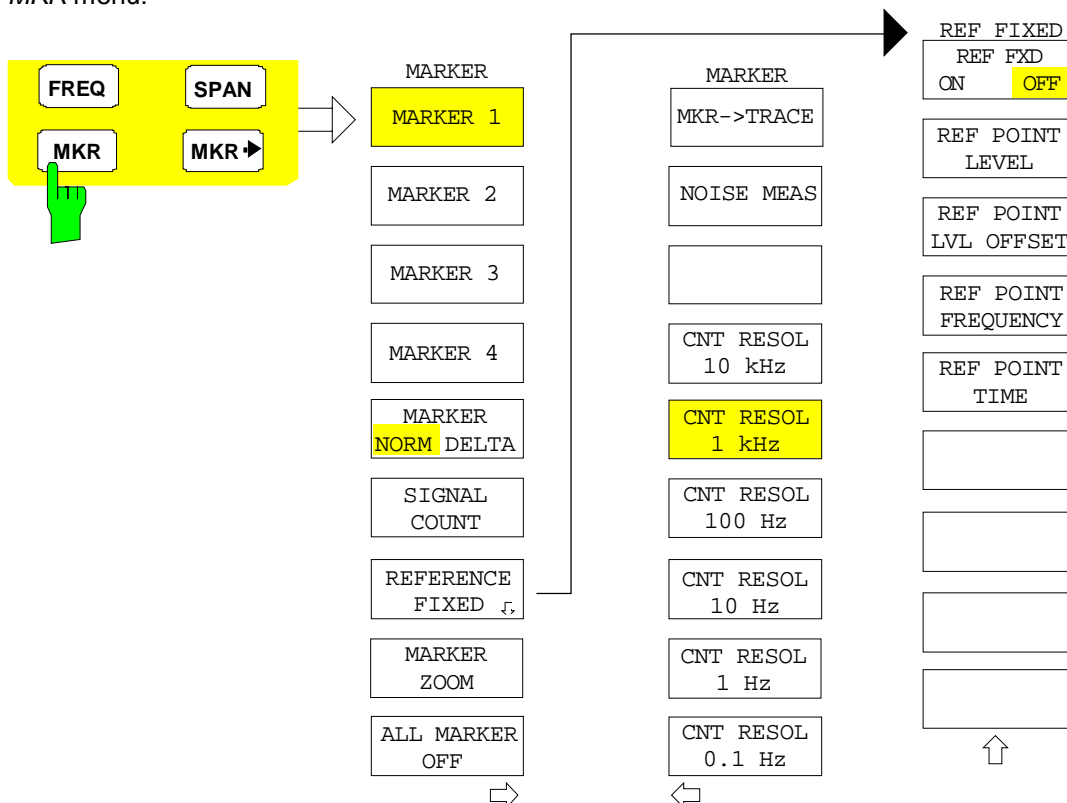 MKR menu.
FREQ
SPAN
MKR
MKR
MARKER
MARKER 1
MARKER 2
MARKER 3
MARKER 4
MARKER
NORM DELTA
SIGNAL
COUNT
REFERENCE
FIXED
MARKER
ZOOM
ALL MARKER
OFF
MARKER
MKR->TRACE
NOISE MEAS
CNT RESOL
10 kHz
CNT RESOL
1 kHz
CNT RESOL
100 Hz
CNT RESOL
10 Hz
CNT RESOL
1 Hz
CNT RESOL
0.1 Hz
REF FIXED
REF FXD
ON OFF
REF POINT
LEVEL
REF POINT
LVL OFFSET
REF POINT
FREQUENCY
REF POINT
TIME